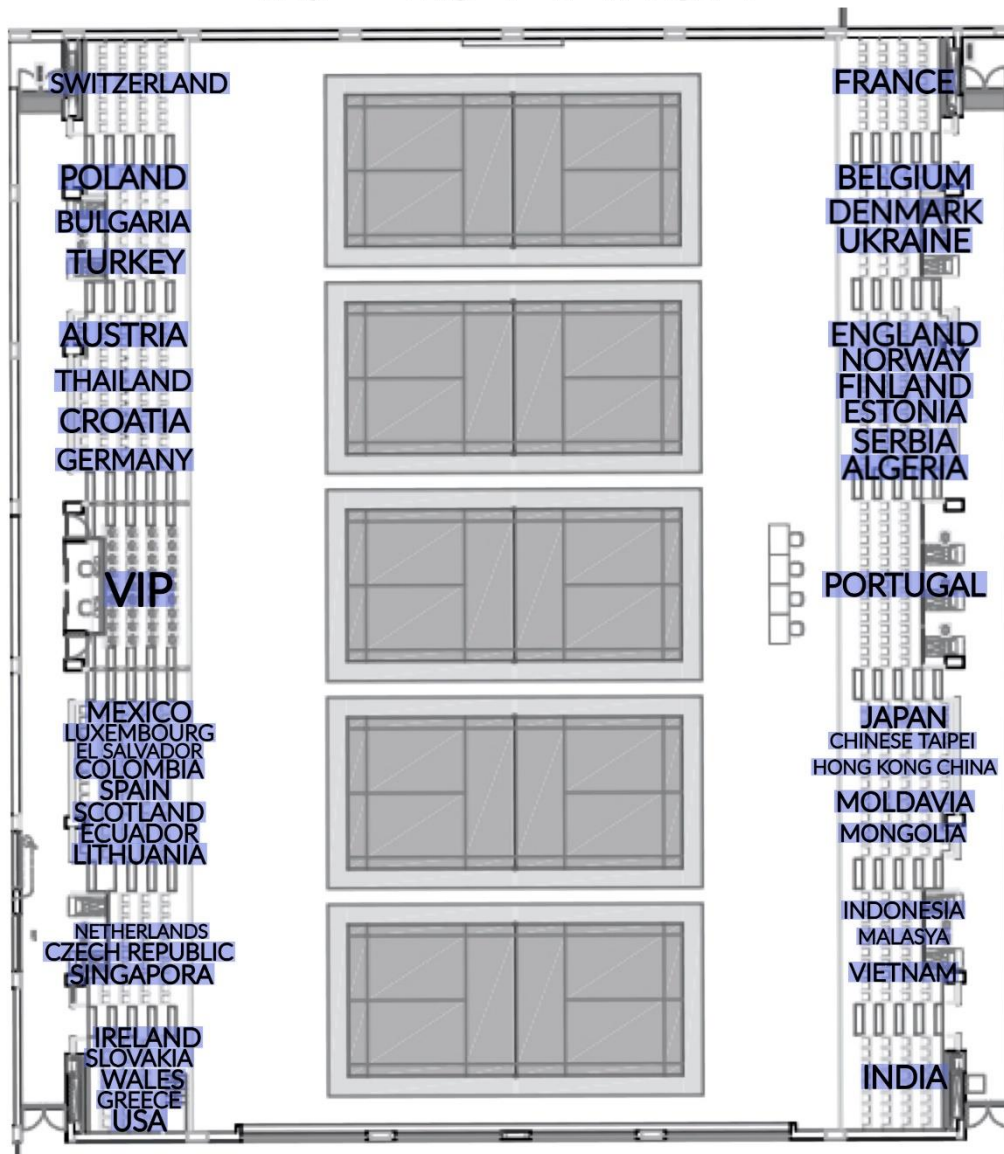 SWITZERLAND
POLAND
BULGARIA
TURKEY
AUSTRIA
THAILAND
CROATIA
GERMANY
VIP
MEXICO
LUXEMBOURG
EL SALVADOR
COLOMBIA
SPAIN
SCOTLAND
ECUADOR
LITHUANIA
NETHERLANDS
CZECH REPUBLIC
SINGAPORA
IRELAND
SLOVAKIA
WALES
GREECE
USA
FRANCE
BELGIUM
DENMARK
UKRAINE
ENGLAND
NORWAY
FINLAND
ESTONIA
SERBIA
ALGERIA
PORTUGAL
JAPAN
CHINESE TAIPEI
HONG KONG CHINA
MOLDAVIA
MONGOLIA
INDONESIA
MALASYA
VIETNAM
INDIA